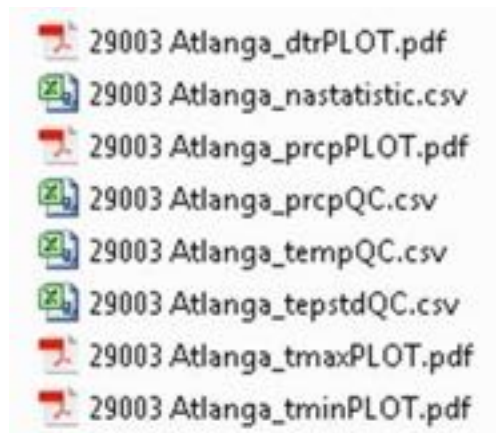 29003 Atlanga_dtrPLOT.pdf
29003 Atlanga_nastatistic.csv
29003 Atlanga_prcpPLOT.pdf
29003 Atlanga_prcpQC.csv
29003 Atlanga_tempQC.csv
29003 Atlanga_tepstdQC.csv
29003 Atlanga_tmaxPLOT.pdf
29003 Atlanga_tminPLOT.pdf